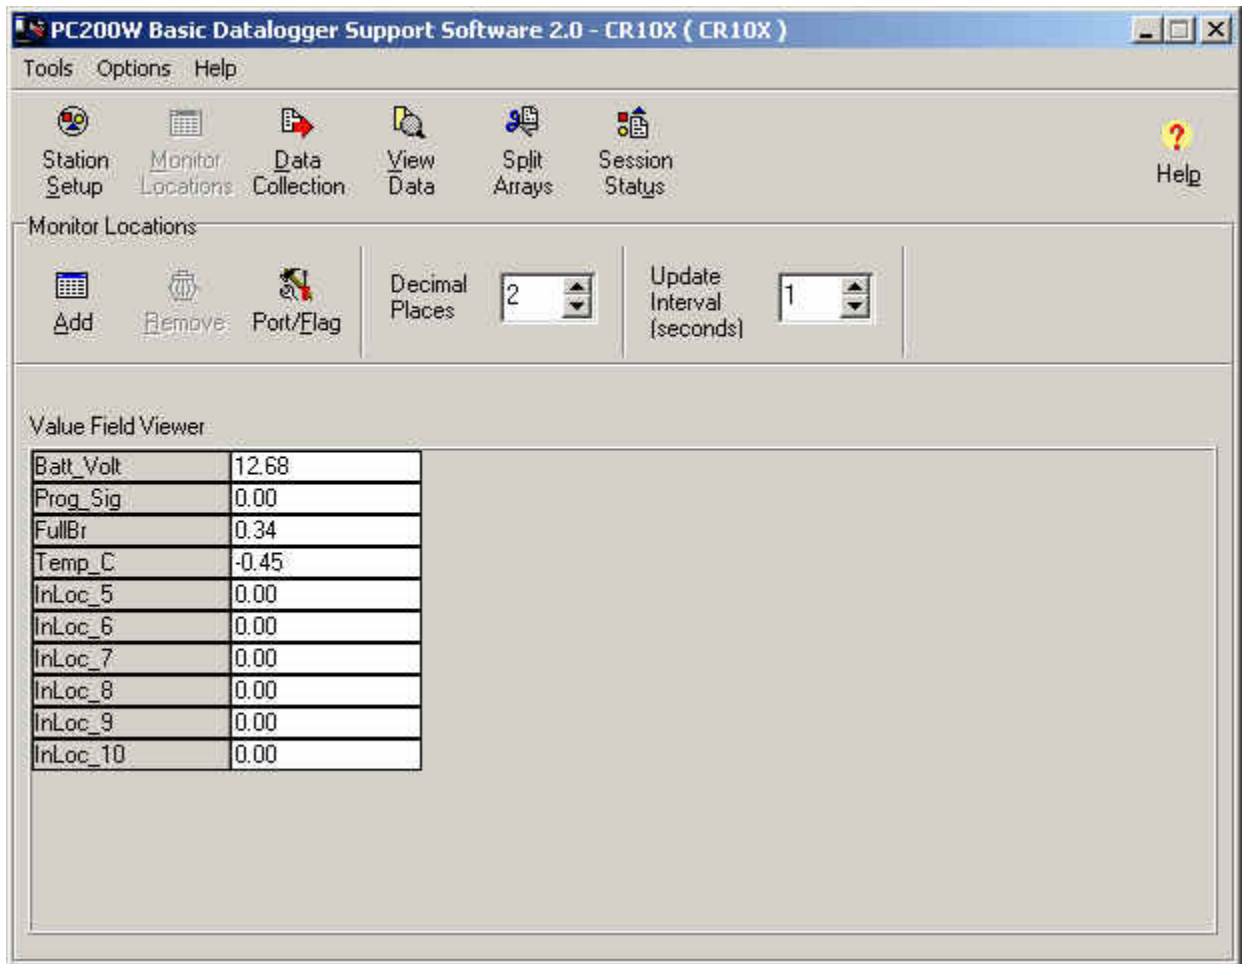 PC200W Basic Datalogger Support Software 2.0 - CR10X ( CR10X )
Tools Options Help
Station Setup
Monitor Locations
Data Collection
View Data
Split Arrays
Session Status
Help
Monitor Locations
Add
Remove
Port/Flag
Decimal Places
2
Update Interval (seconds)
1
Value Field Viewer
Batt_Volt 12.68
Prog_Sig 0.00
FullBr 0.34
Temp_C -0.45
InLoc_5 0.00
InLoc_6 0.00
InLoc_7 0.00
InLoc_8 0.00
InLoc_9 0.00
InLoc_10 0.00